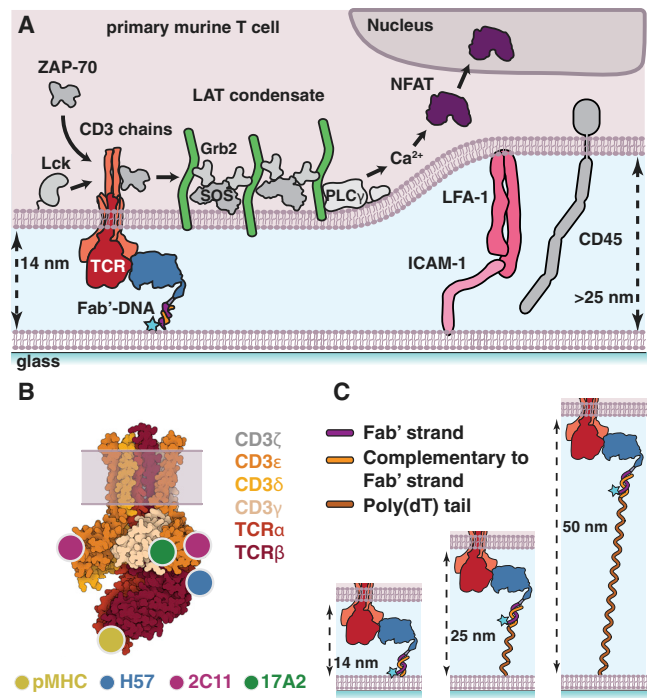 A
primary murine T cell
Nucleus
ZAP-70
NFAT
LAT condensate
CD3 chains
Grb2
Ca²⁺
Lck
SOS
PLCγ
LFA-1
14 nm
TCR
CD45
ICAM-1
Fab'-DNA
>25 nm
glass
B
CD3ζ
CD3ε
CD3δ
CD3γ
TCRα
TCRβ
pMHC
H57
2C11
17A2
C
Fab' strand
Complementary to
Fab' strand
Poly(dT) tail
50 nm
25 nm
14 nm